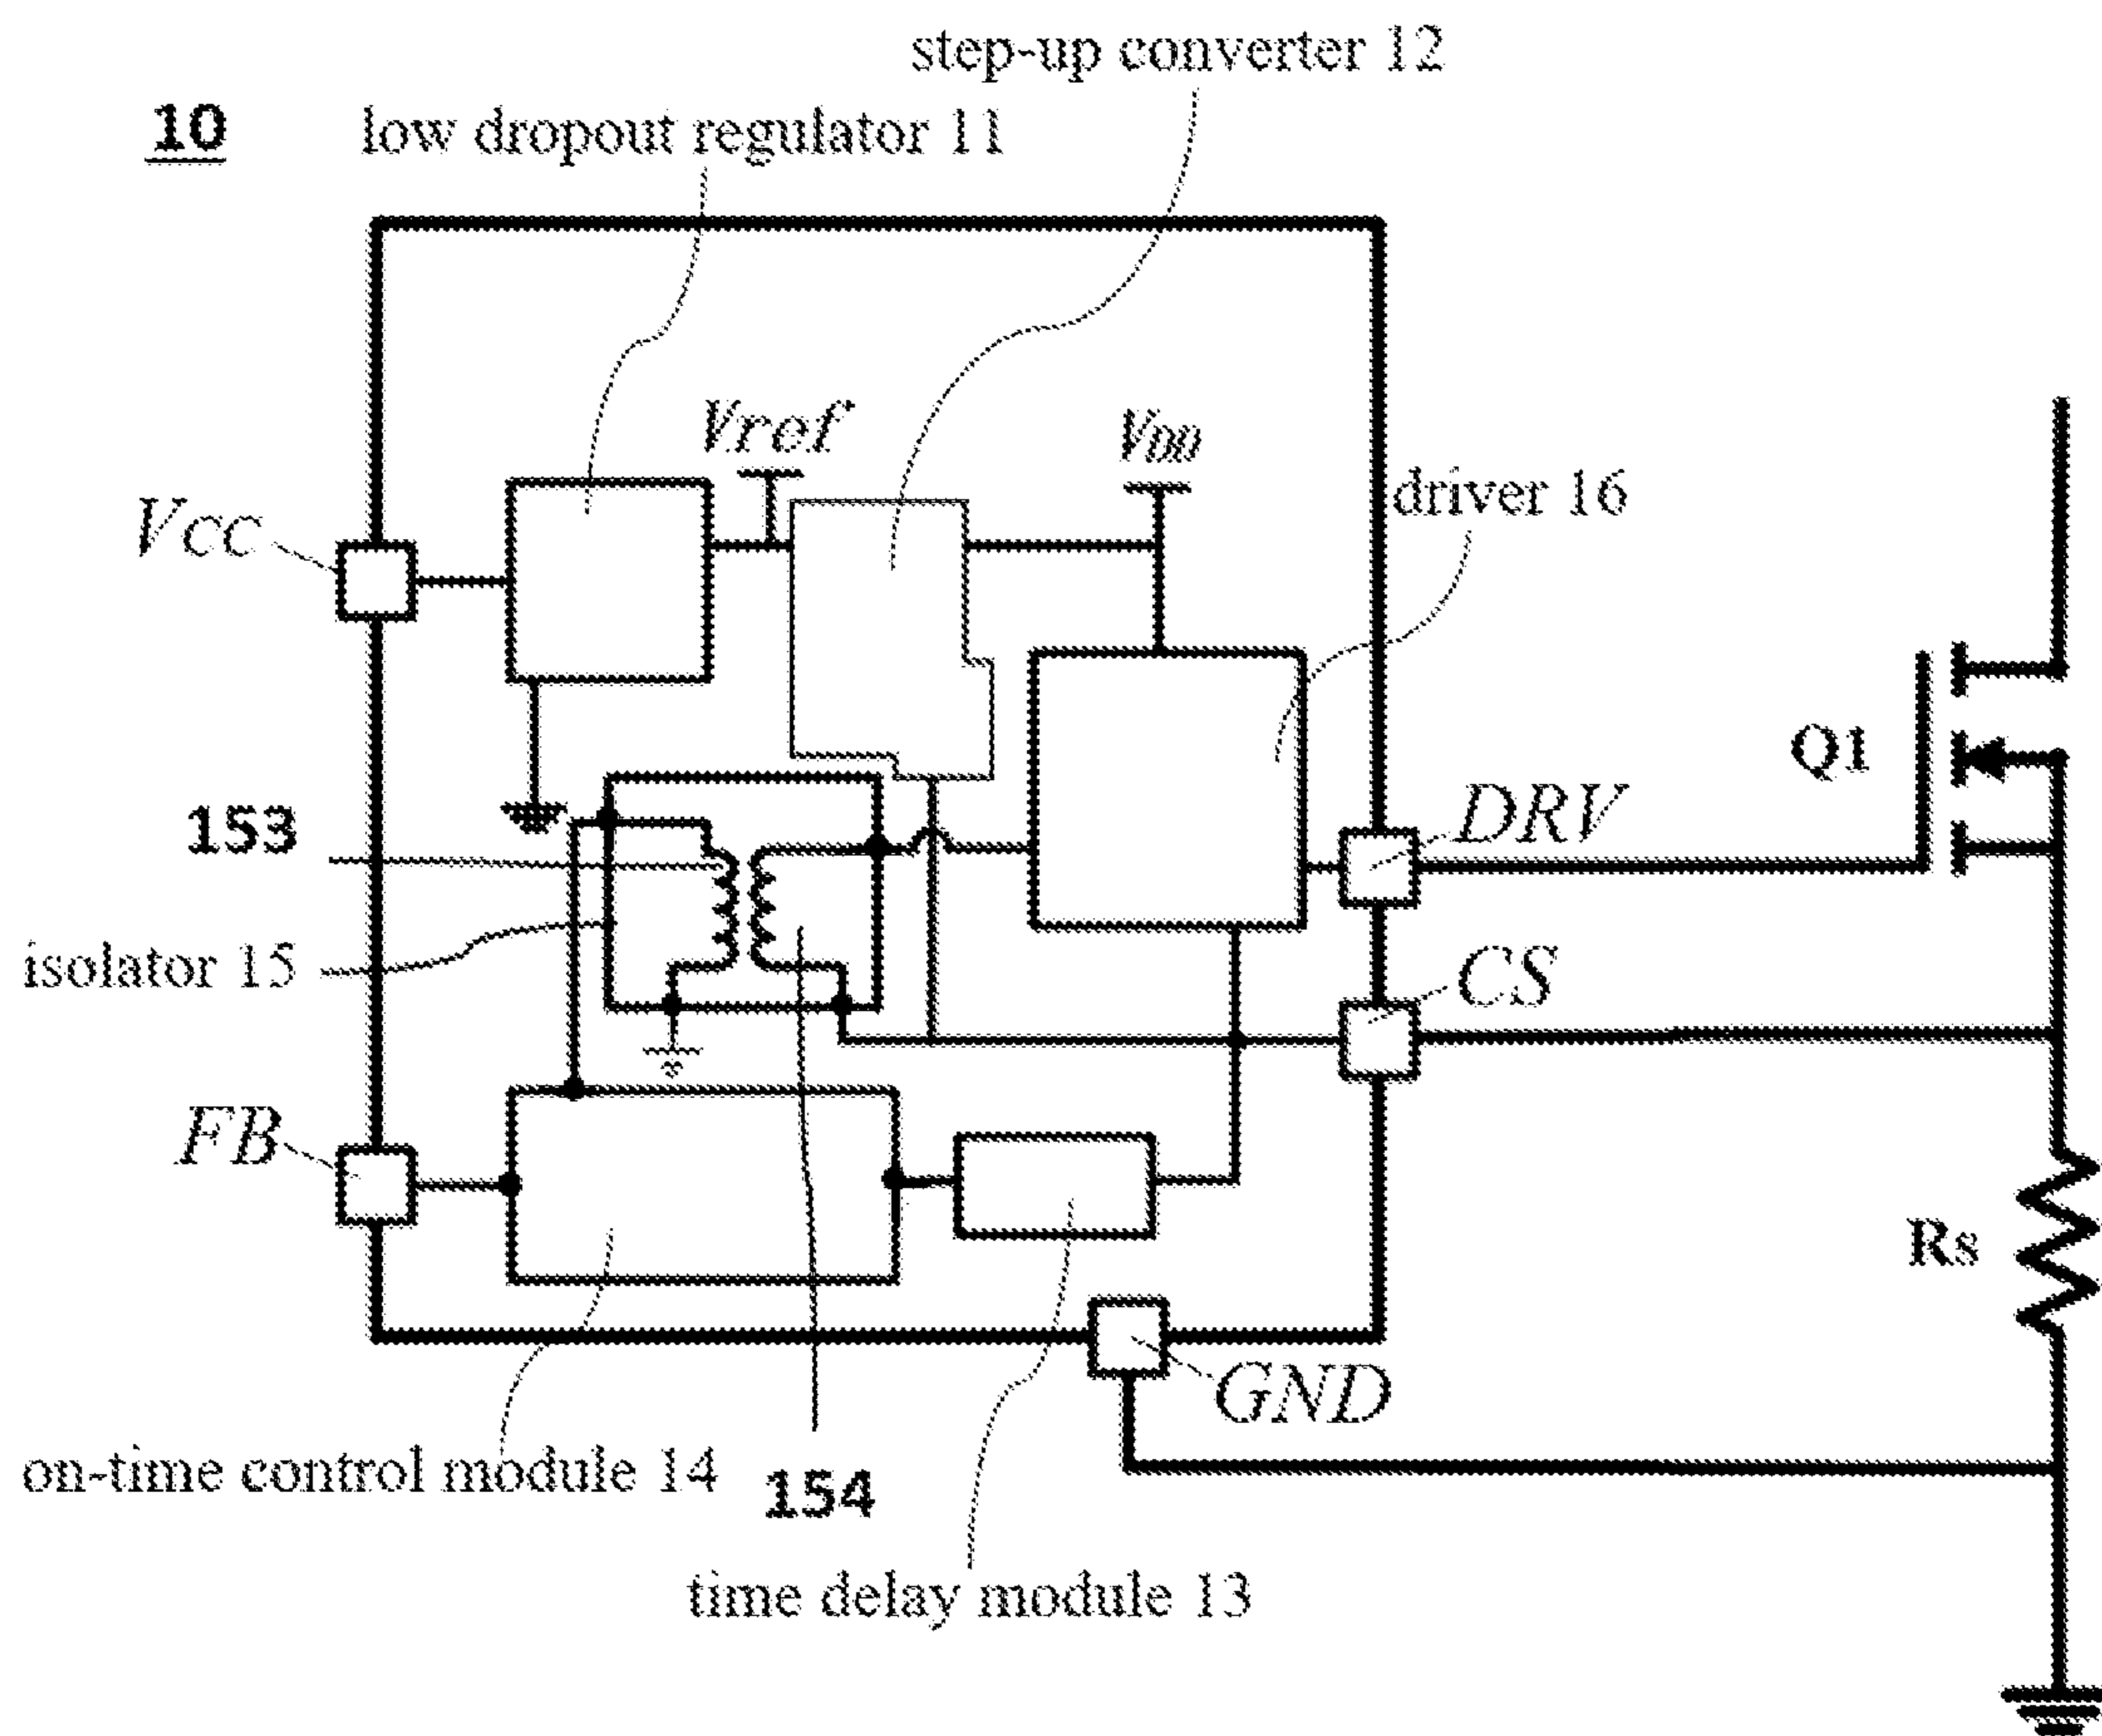 step-up converter 12
10
low dropout regulator 11
Vref
VDD
driver 16
VCC
Q1
153
DRV
isolator 15
CS
FB
Rs
GND
on-time control module 14
154
time delay module 13